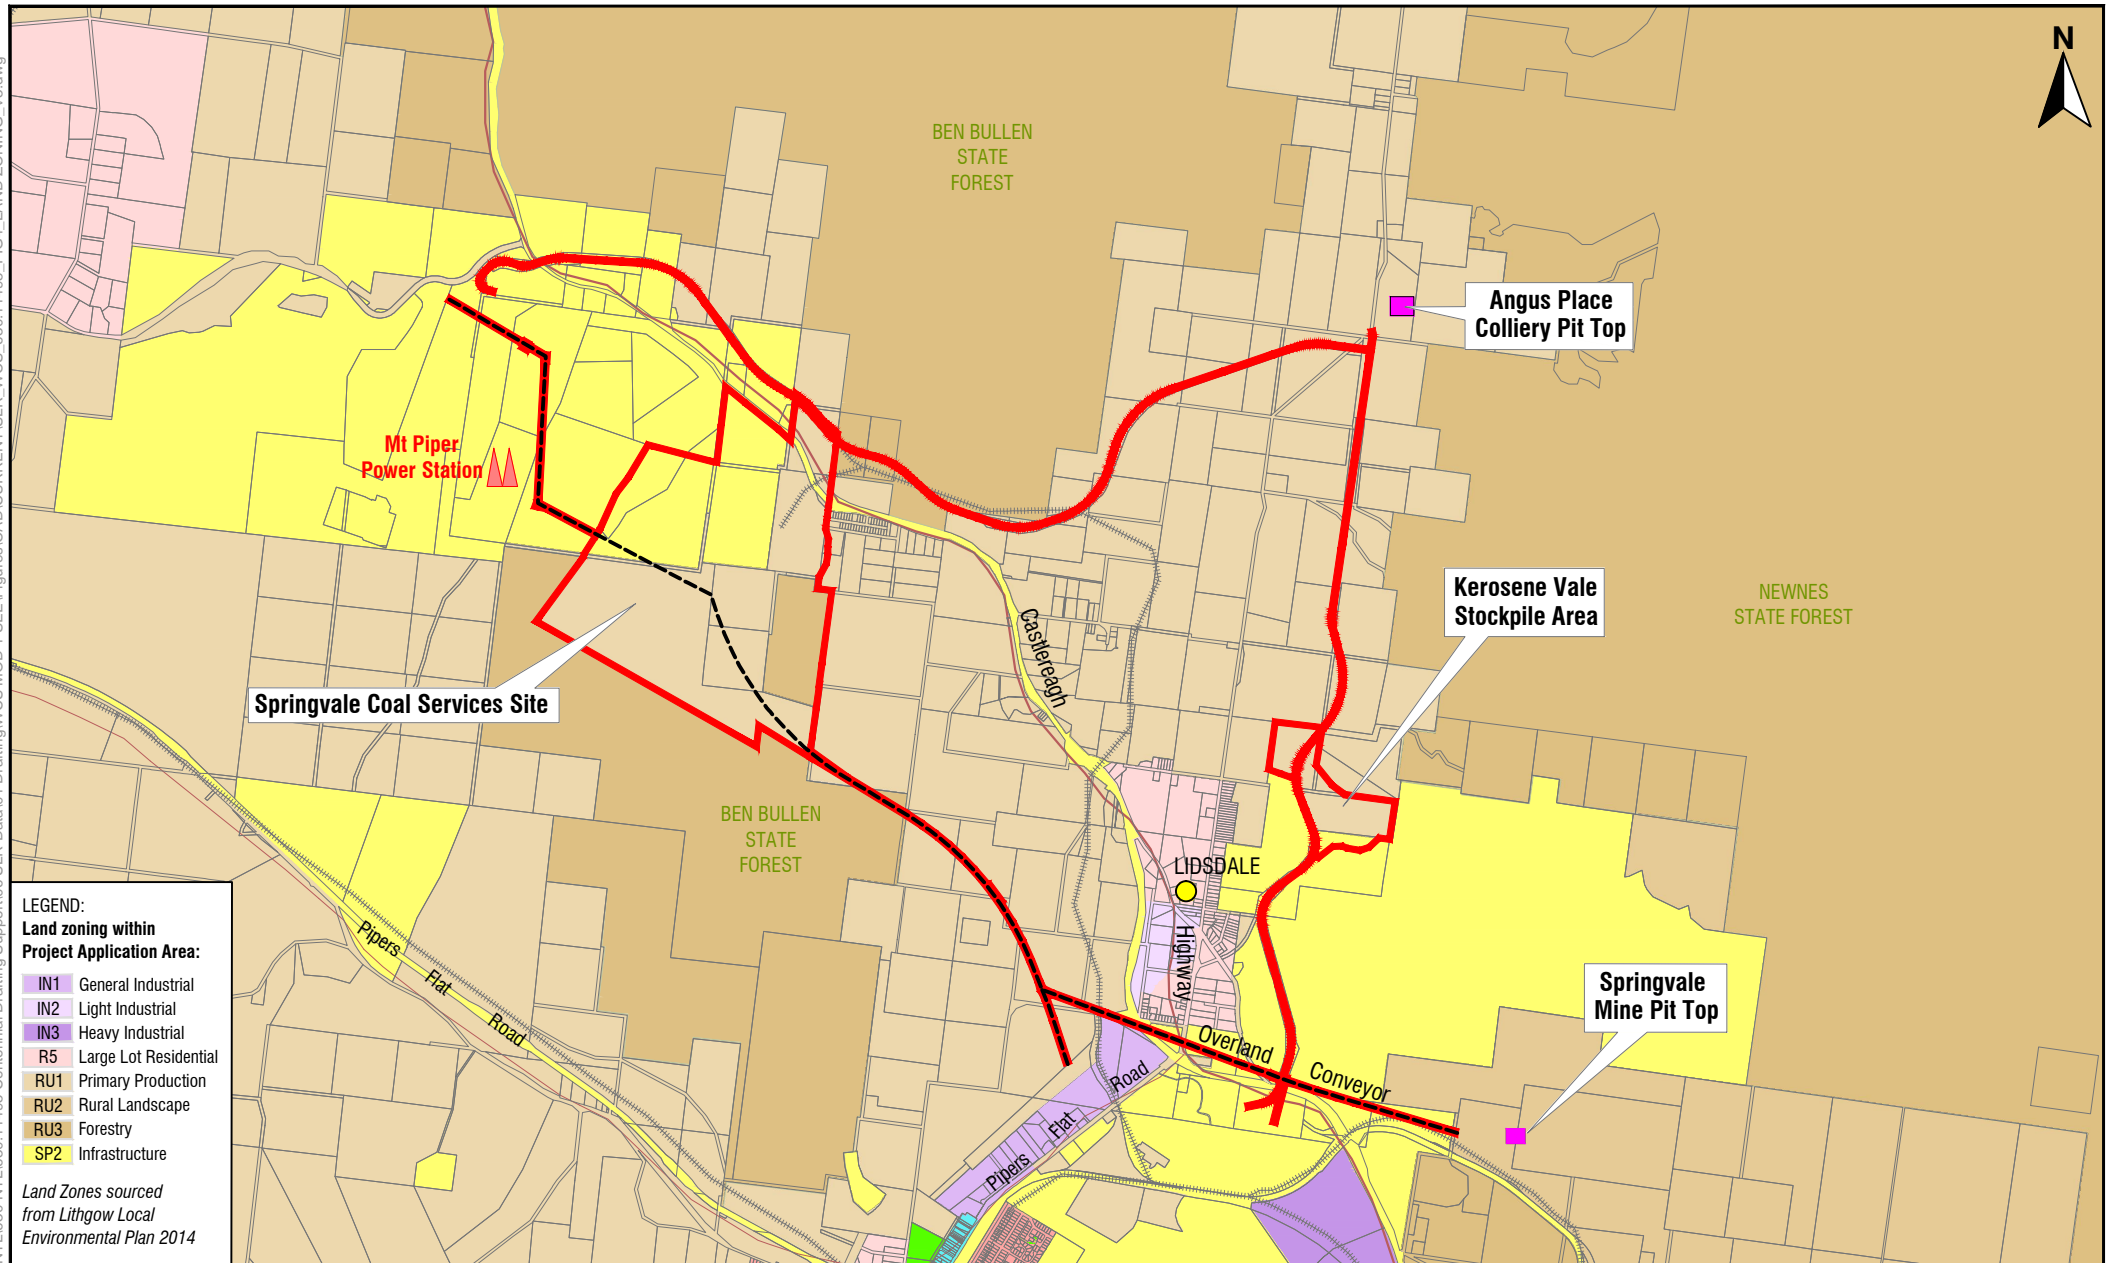 N
BEN BULLEN
STATE
FOREST
Angus Place
Colliery Pit Top
Mt Piper
Power Station
Kerosene Vale
Stockpile Area
NEWNES
STATE FOREST
Castlereagh
Springvale Coal Services Site
BEN BULLEN
STATE
FOREST
LIDSDALE
Highway
Springvale
Mine Pit Top
Overland
Conveyor
Pipers
Flat
Road
Road
Flat
Pipers
LEGEND:
Land zoning within
Project Application Area:
IN1 General Industrial
IN2 Light Industrial
IN3 Heavy Industrial
R5 Large Lot Residential
RU1 Primary Production
RU2 Rural Landscape
RU3 Forestry
SP2 Infrastructure
Land Zones sourced
from Lithgow Local
Environmental Plan 2014